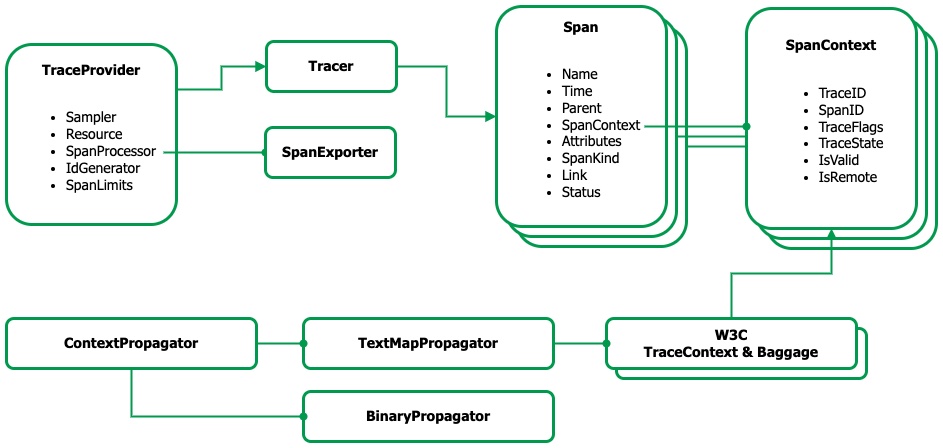 TraceProvider
• Sampler
• Resource
• SpanProcessor
• IdGenerator
• SpanLimits
Tracer
SpanExporter
Span
• Name
• Time
• Parent
• SpanContext
• Attributes
• SpanKind
• Link
• Status
SpanContext
• TraceID
• SpanID
• TraceFlags
• TraceState
• IsValid
• IsRemote
ContextPropagator
TextMapPropagator
W3C
TraceContext & Baggage
BinaryPropagator